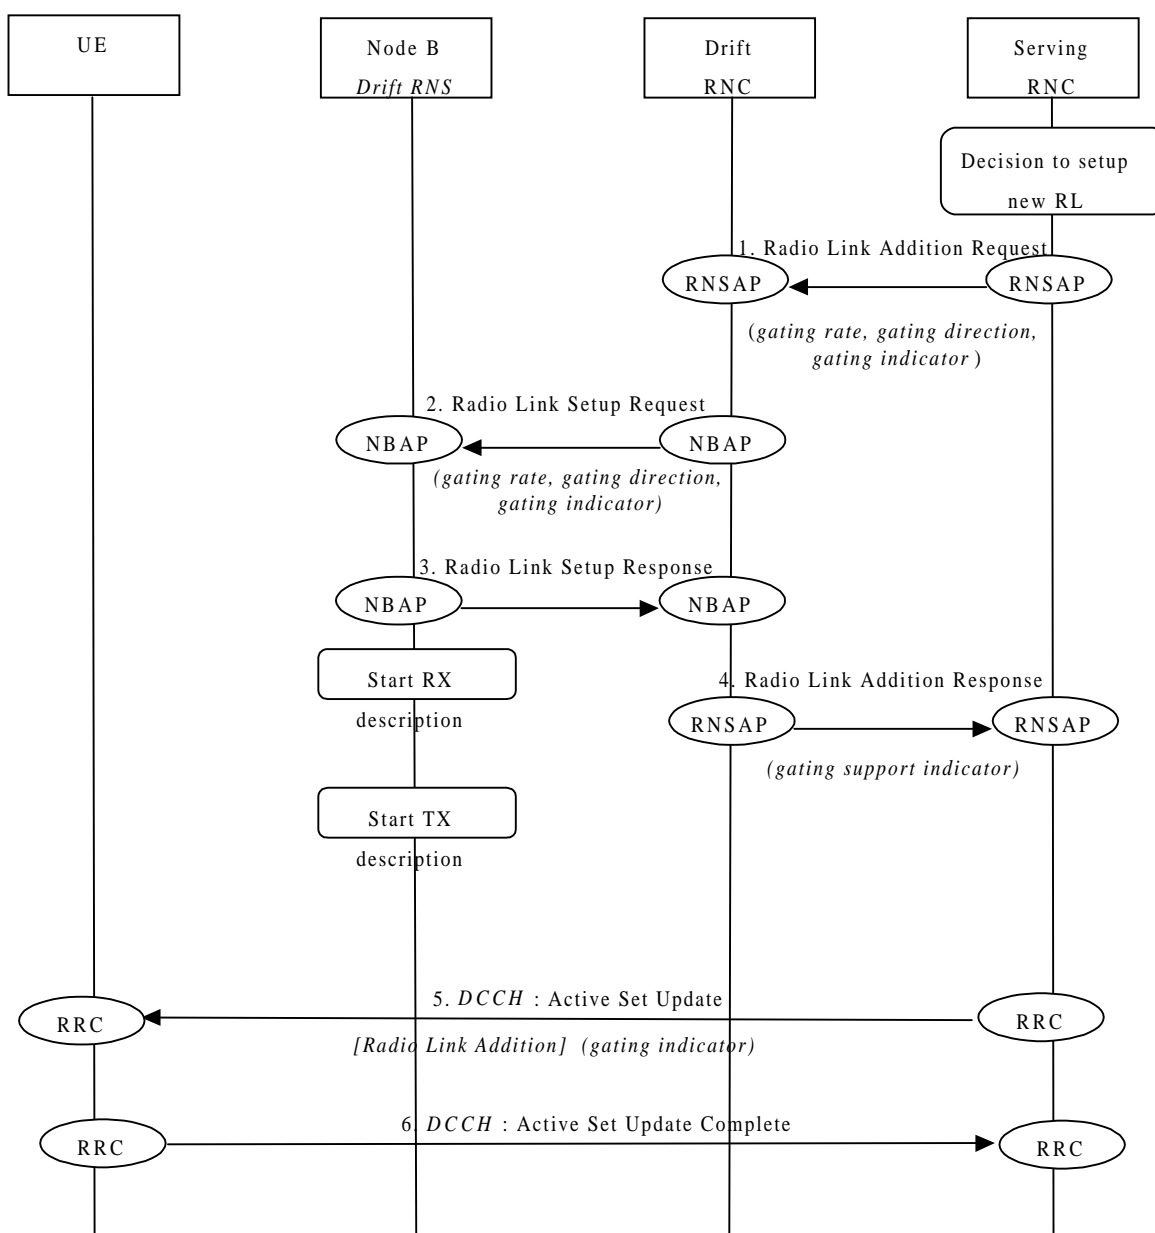 UE
Node B
Drift RNS
Drift
RNC
Serving
RNC
Decision to setup
new RL
1. Radio Link Addition Request
RNSAP
RNSAP
(gating rate, gating direction,
gating indicator)
2. Radio Link Setup Request
NBAP
NBAP
(gating rate, gating direction,
gating indicator)
3. Radio Link Setup Response
NBAP
NBAP
Start RX
description
4. Radio Link Addition Response
RNSAP
RNSAP
(gating support indicator)
Start TX
description
5. DCCH : Active Set Update
RRC
RRC
[Radio Link Addition] (gating indicator)
6. DCCH : Active Set Update Complete
RRC
RRC